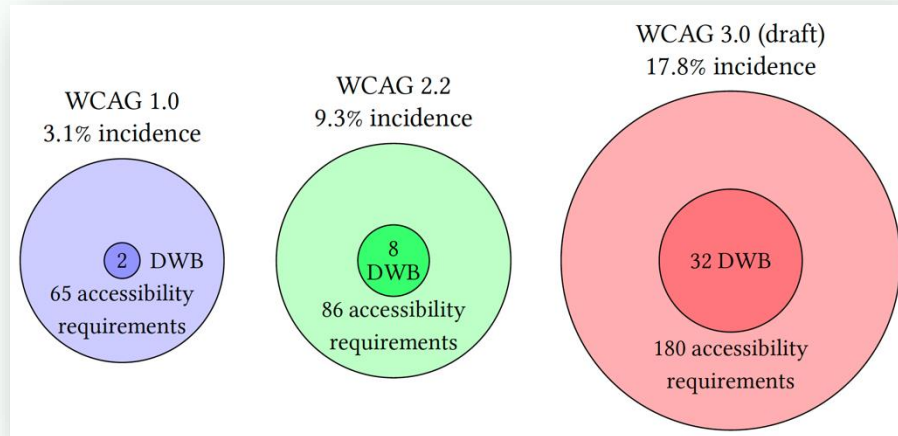 WCAG 1.0
3.1% incidence
2 DWB
65 accessibility
requirements
WCAG 2.2
9.3% incidence
8
DWB
86 accessibility
requirements
WCAG 3.0 (draft)
17.8% incidence
32 DWB
180 accessibility
requirements